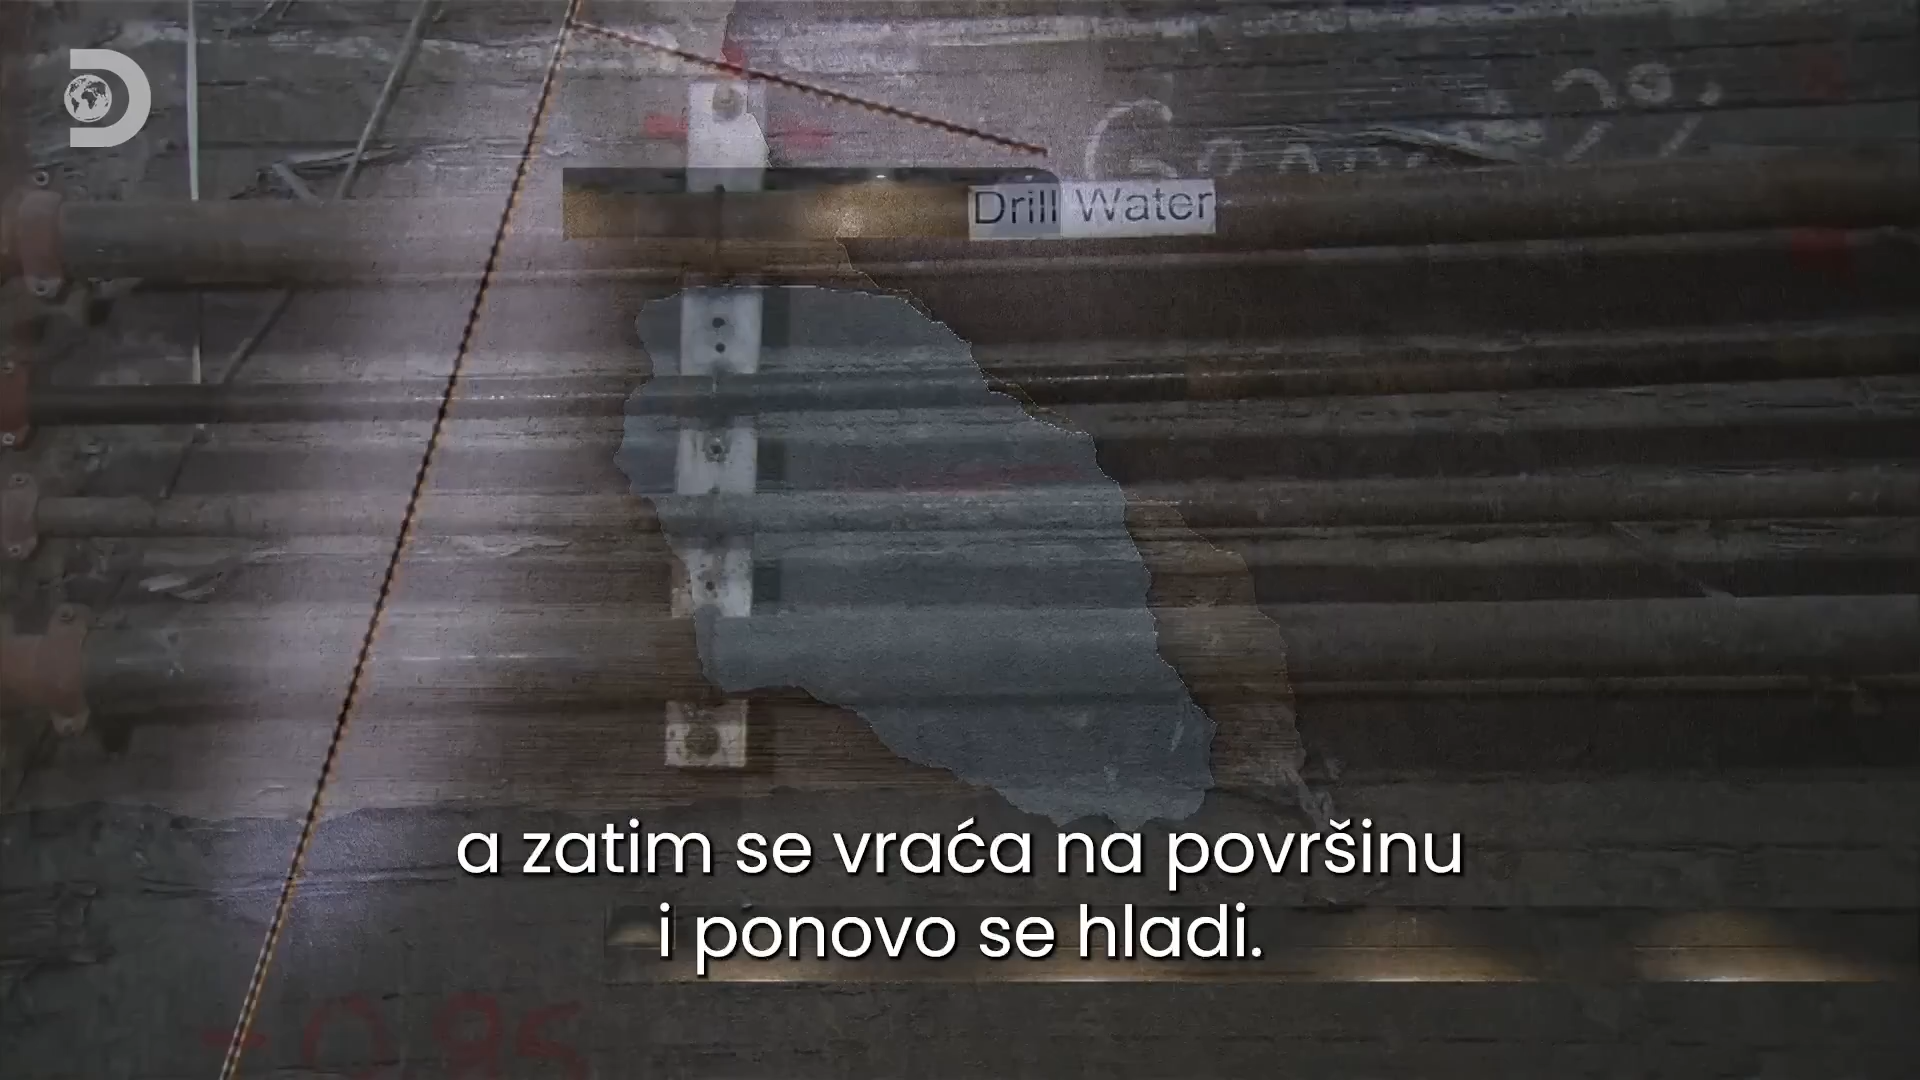 Drill Water
a zatim se vraća na površinu
i ponovo se hladi.